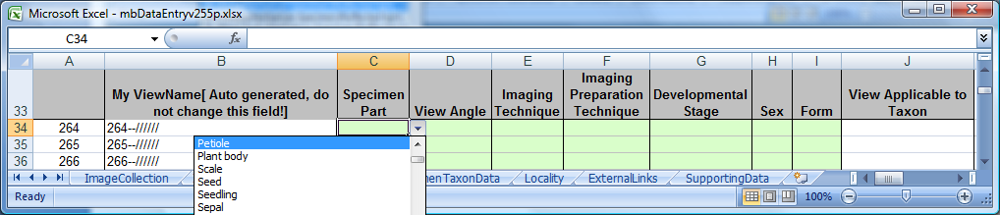 Microsoft Excel - mbDataEntryv255p.xlsx
C34
fx
A B C D E F G H I J
33 My ViewName[ Auto generated, do not change this field!] Specimen Part View Angle Imaging Technique Imaging Preparation Technique Developmental Stage Sex Form View Applicable to Taxon
34 264 264--//////
35 265 265--//////
36 266 266--//////
Petiole
Plant body
Scale
Seed
Seedling
Sepal
ImageCollection menTaxonData Locality ExternalLinks SupportingData
Ready 100%